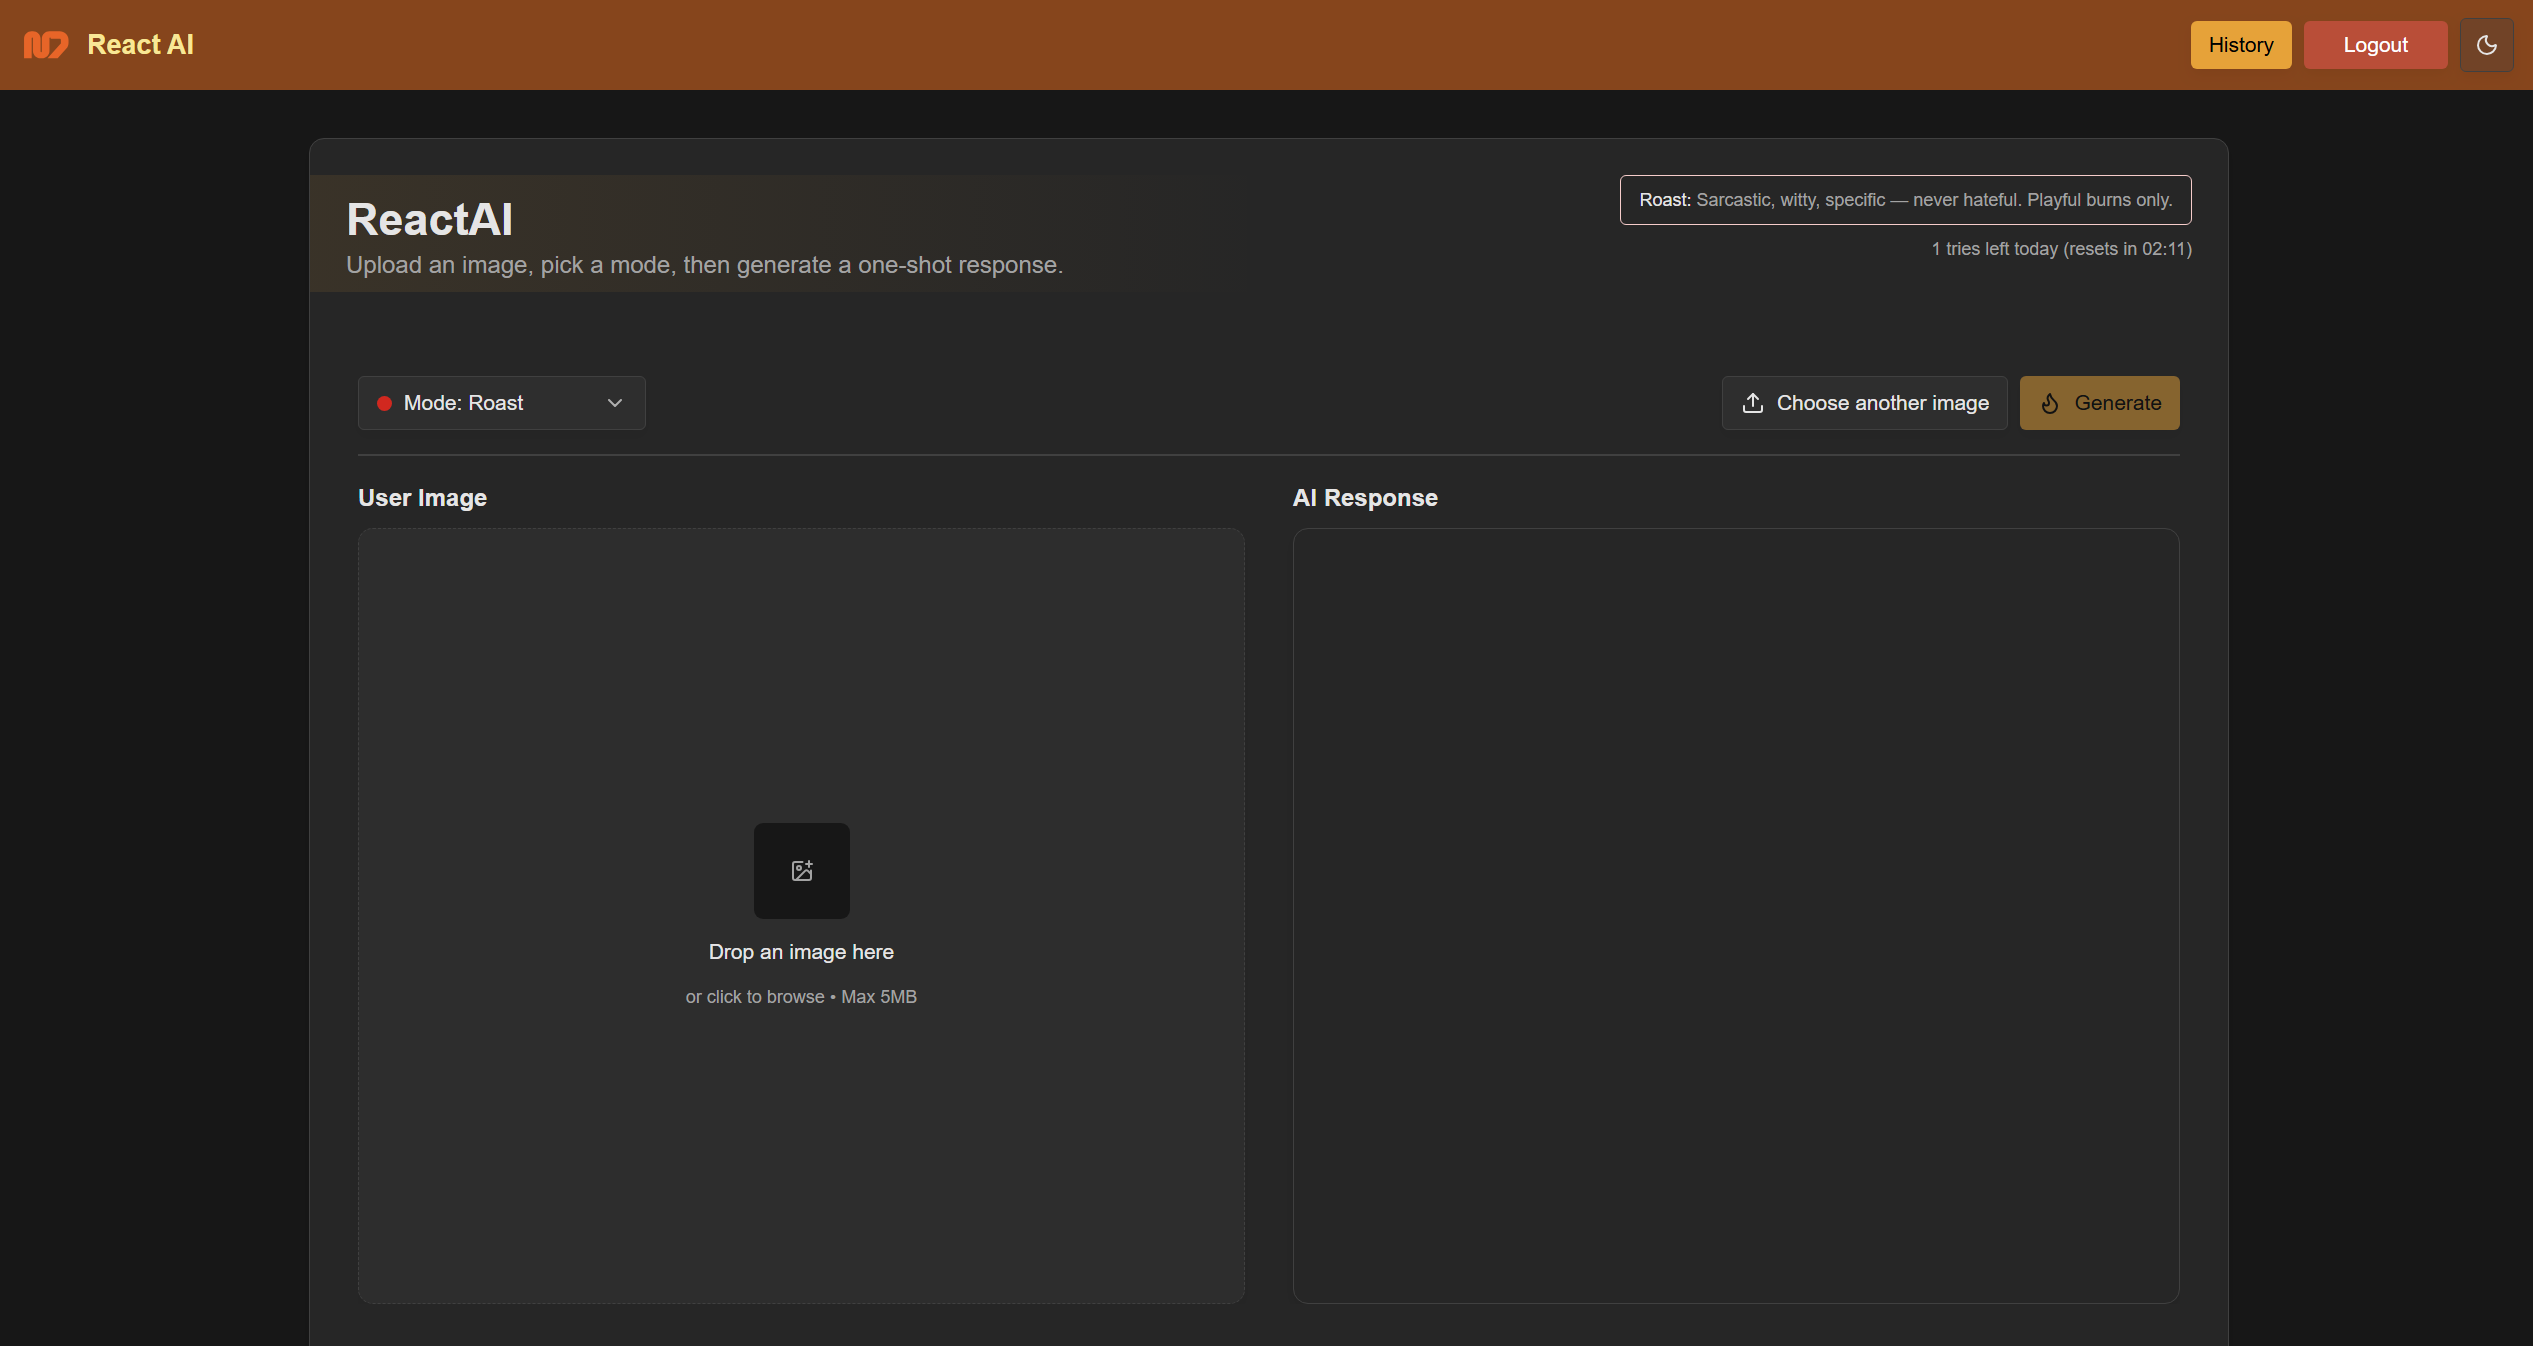 React AI
History
Logout
ReactAI
Upload an image, pick a mode, then generate a one-shot response.
Roast: Sarcastic, witty, specific — never hateful. Playful burns only.
1 tries left today (resets in 02:11)
Mode: Roast
Choose another image
Generate
User Image
AI Response
Drop an image here
or click to browse • Max 5MB